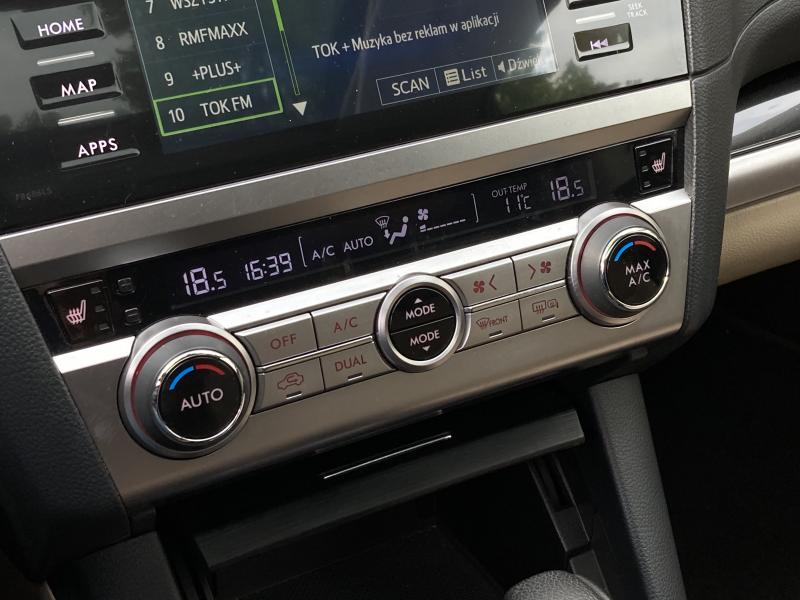 HOME
MAP
APPS
7
8 RMFMAXX
9 +PLUS+
10 TOK FM
TOK + Muzyka bez reklam w aplikacji
SCAN List
SEEK
TRACK
18.5 16:39 A/C AUTO
OUT-TEMP
11°C 18.5
OFF A/C
DUAL
MODE
MODE
FRONT
AUTO
MAX
A/C